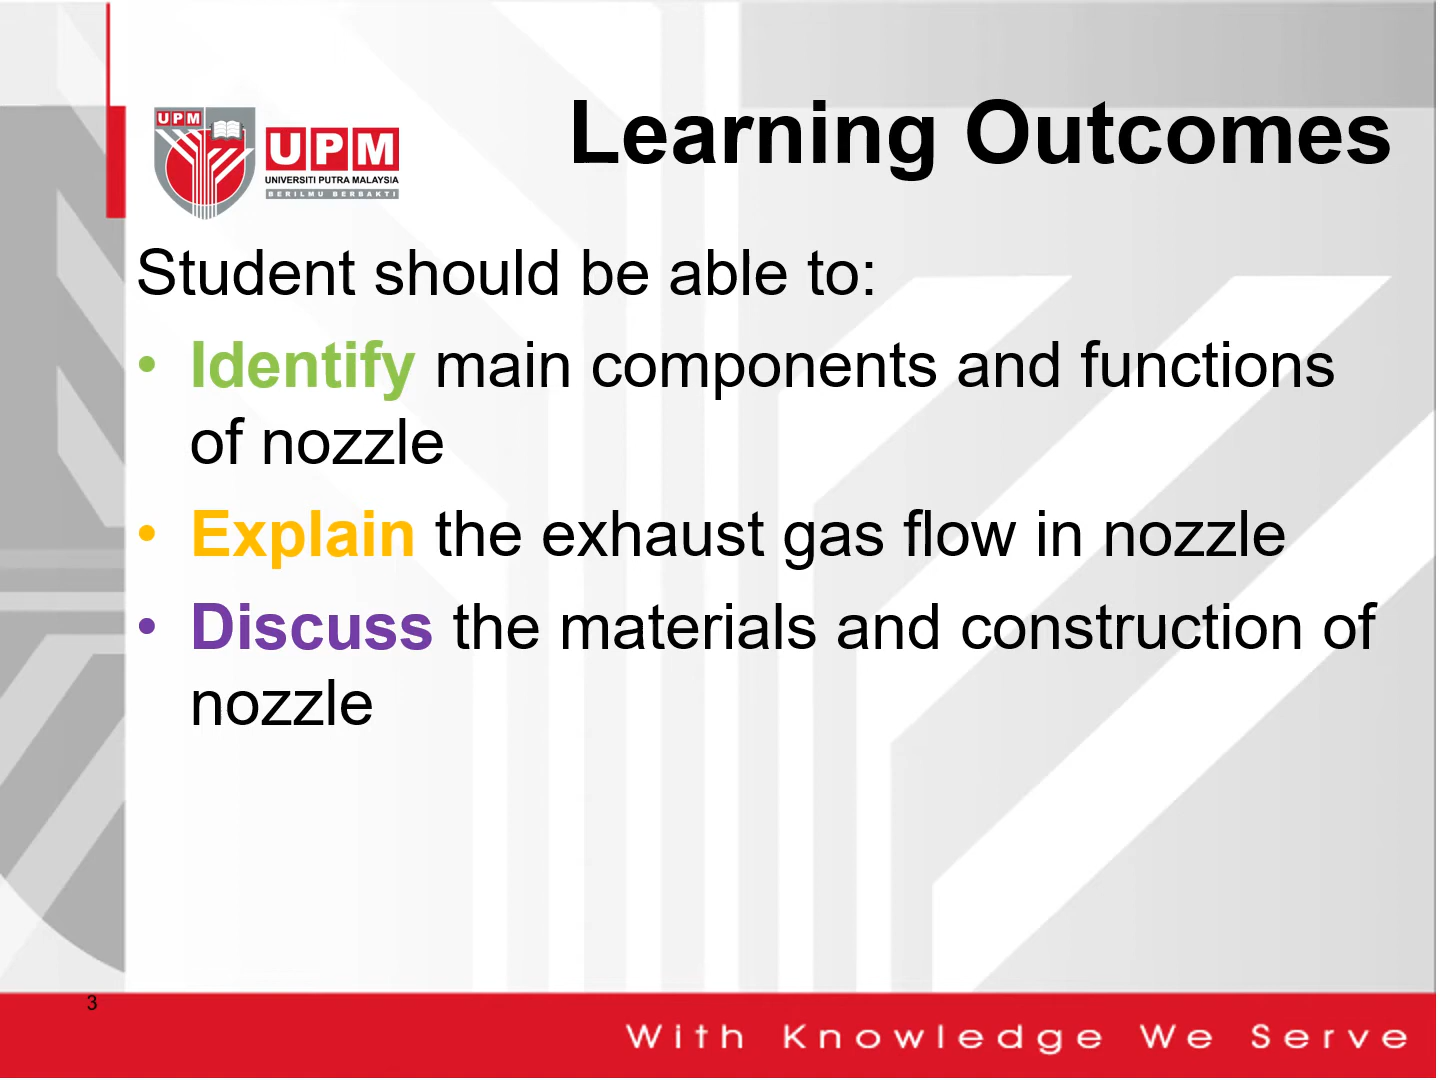 UPM
UPM
UNIVERSITI PUTRA MALAYSIA
BERILMU BERBAKTI
Learning Outcomes
Student should be able to:
• Identify main components and functions
of nozzle
• Explain the exhaust gas flow in nozzle
• Discuss the materials and construction of
nozzle
3
With Knowledge We Serve